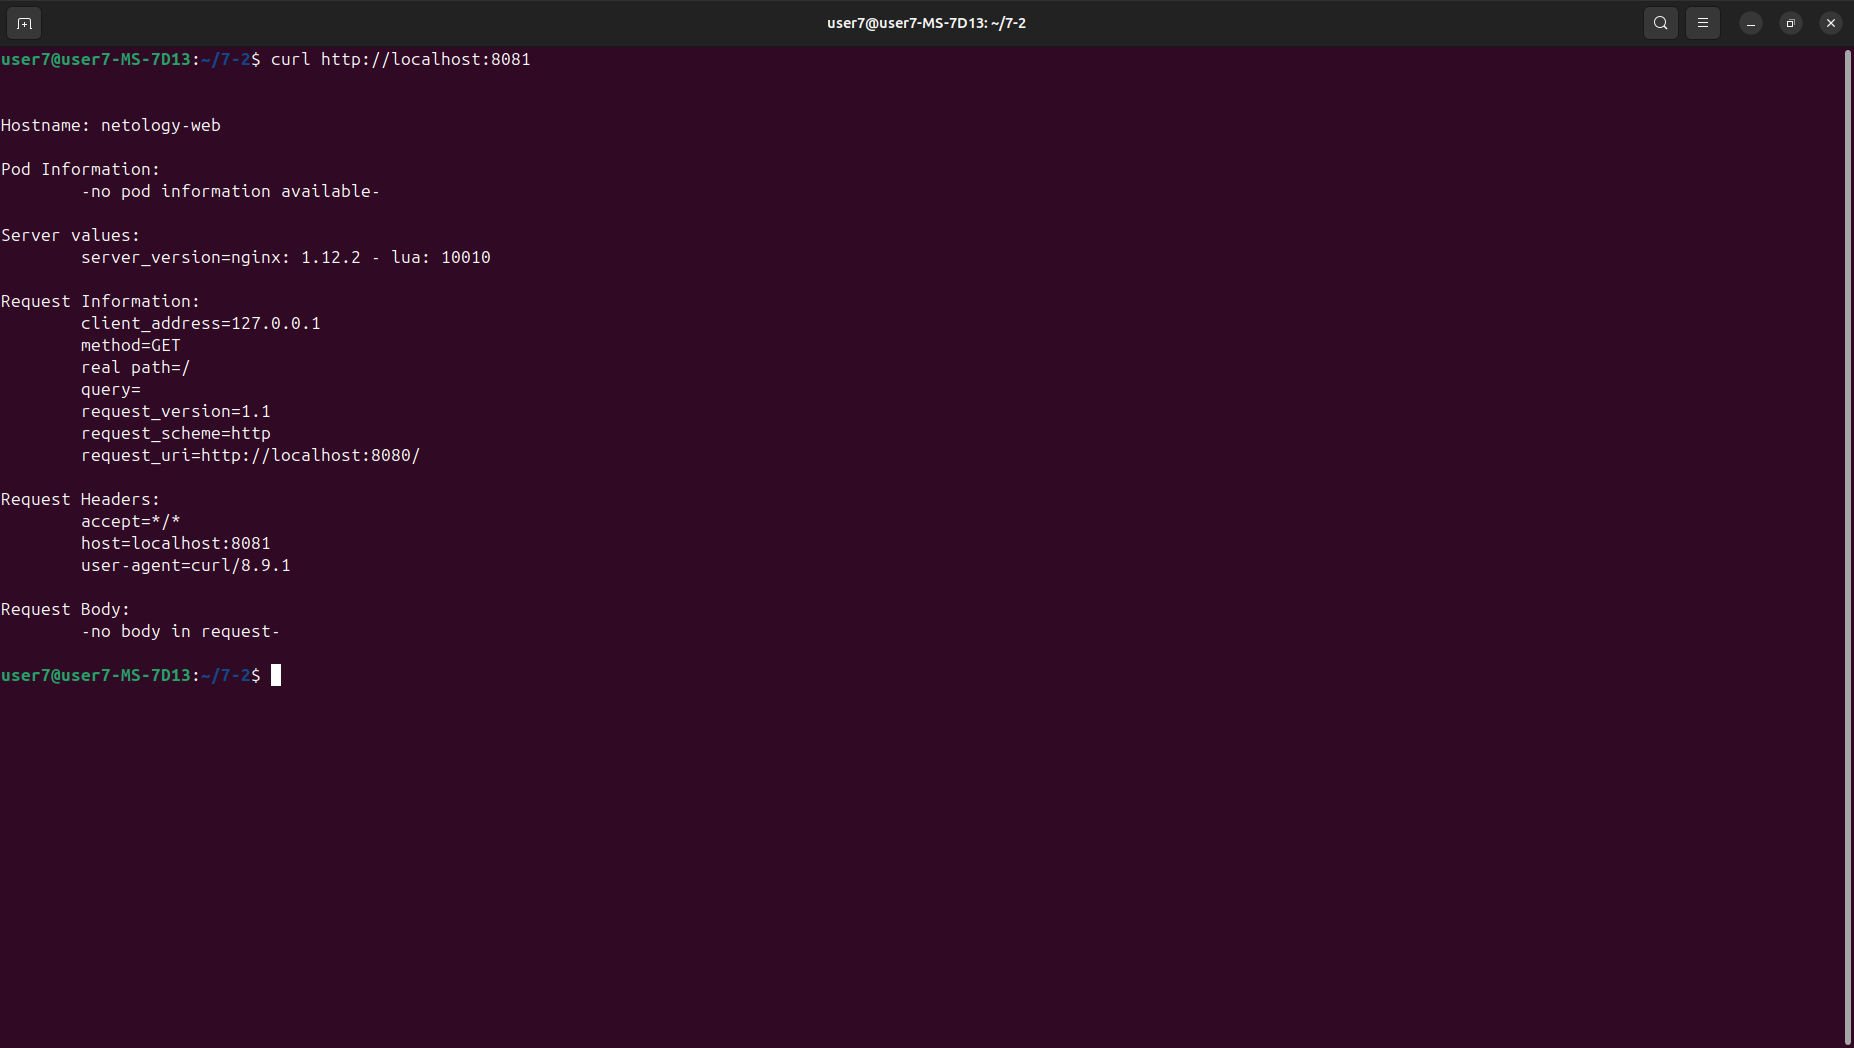 user7@user7-MS-7D13: ~/7-2
user7@user7-MS-7D13:~/7-2$ curl http://localhost:8081
Hostname: netology-web
Pod Information:
-no pod information available-
Server values:
server_version=nginx: 1.12.2 - lua: 10010
Request Information:
client_address=127.0.0.1
method=GET
real path=/
query=
request_version=1.1
request_scheme=http
request_uri=http://localhost:8080/
Request Headers:
accept=*/*
host=localhost:8081
user-agent=curl/8.9.1
Request Body:
-no body in request-
user7@user7-MS-7D13:~/7-2$